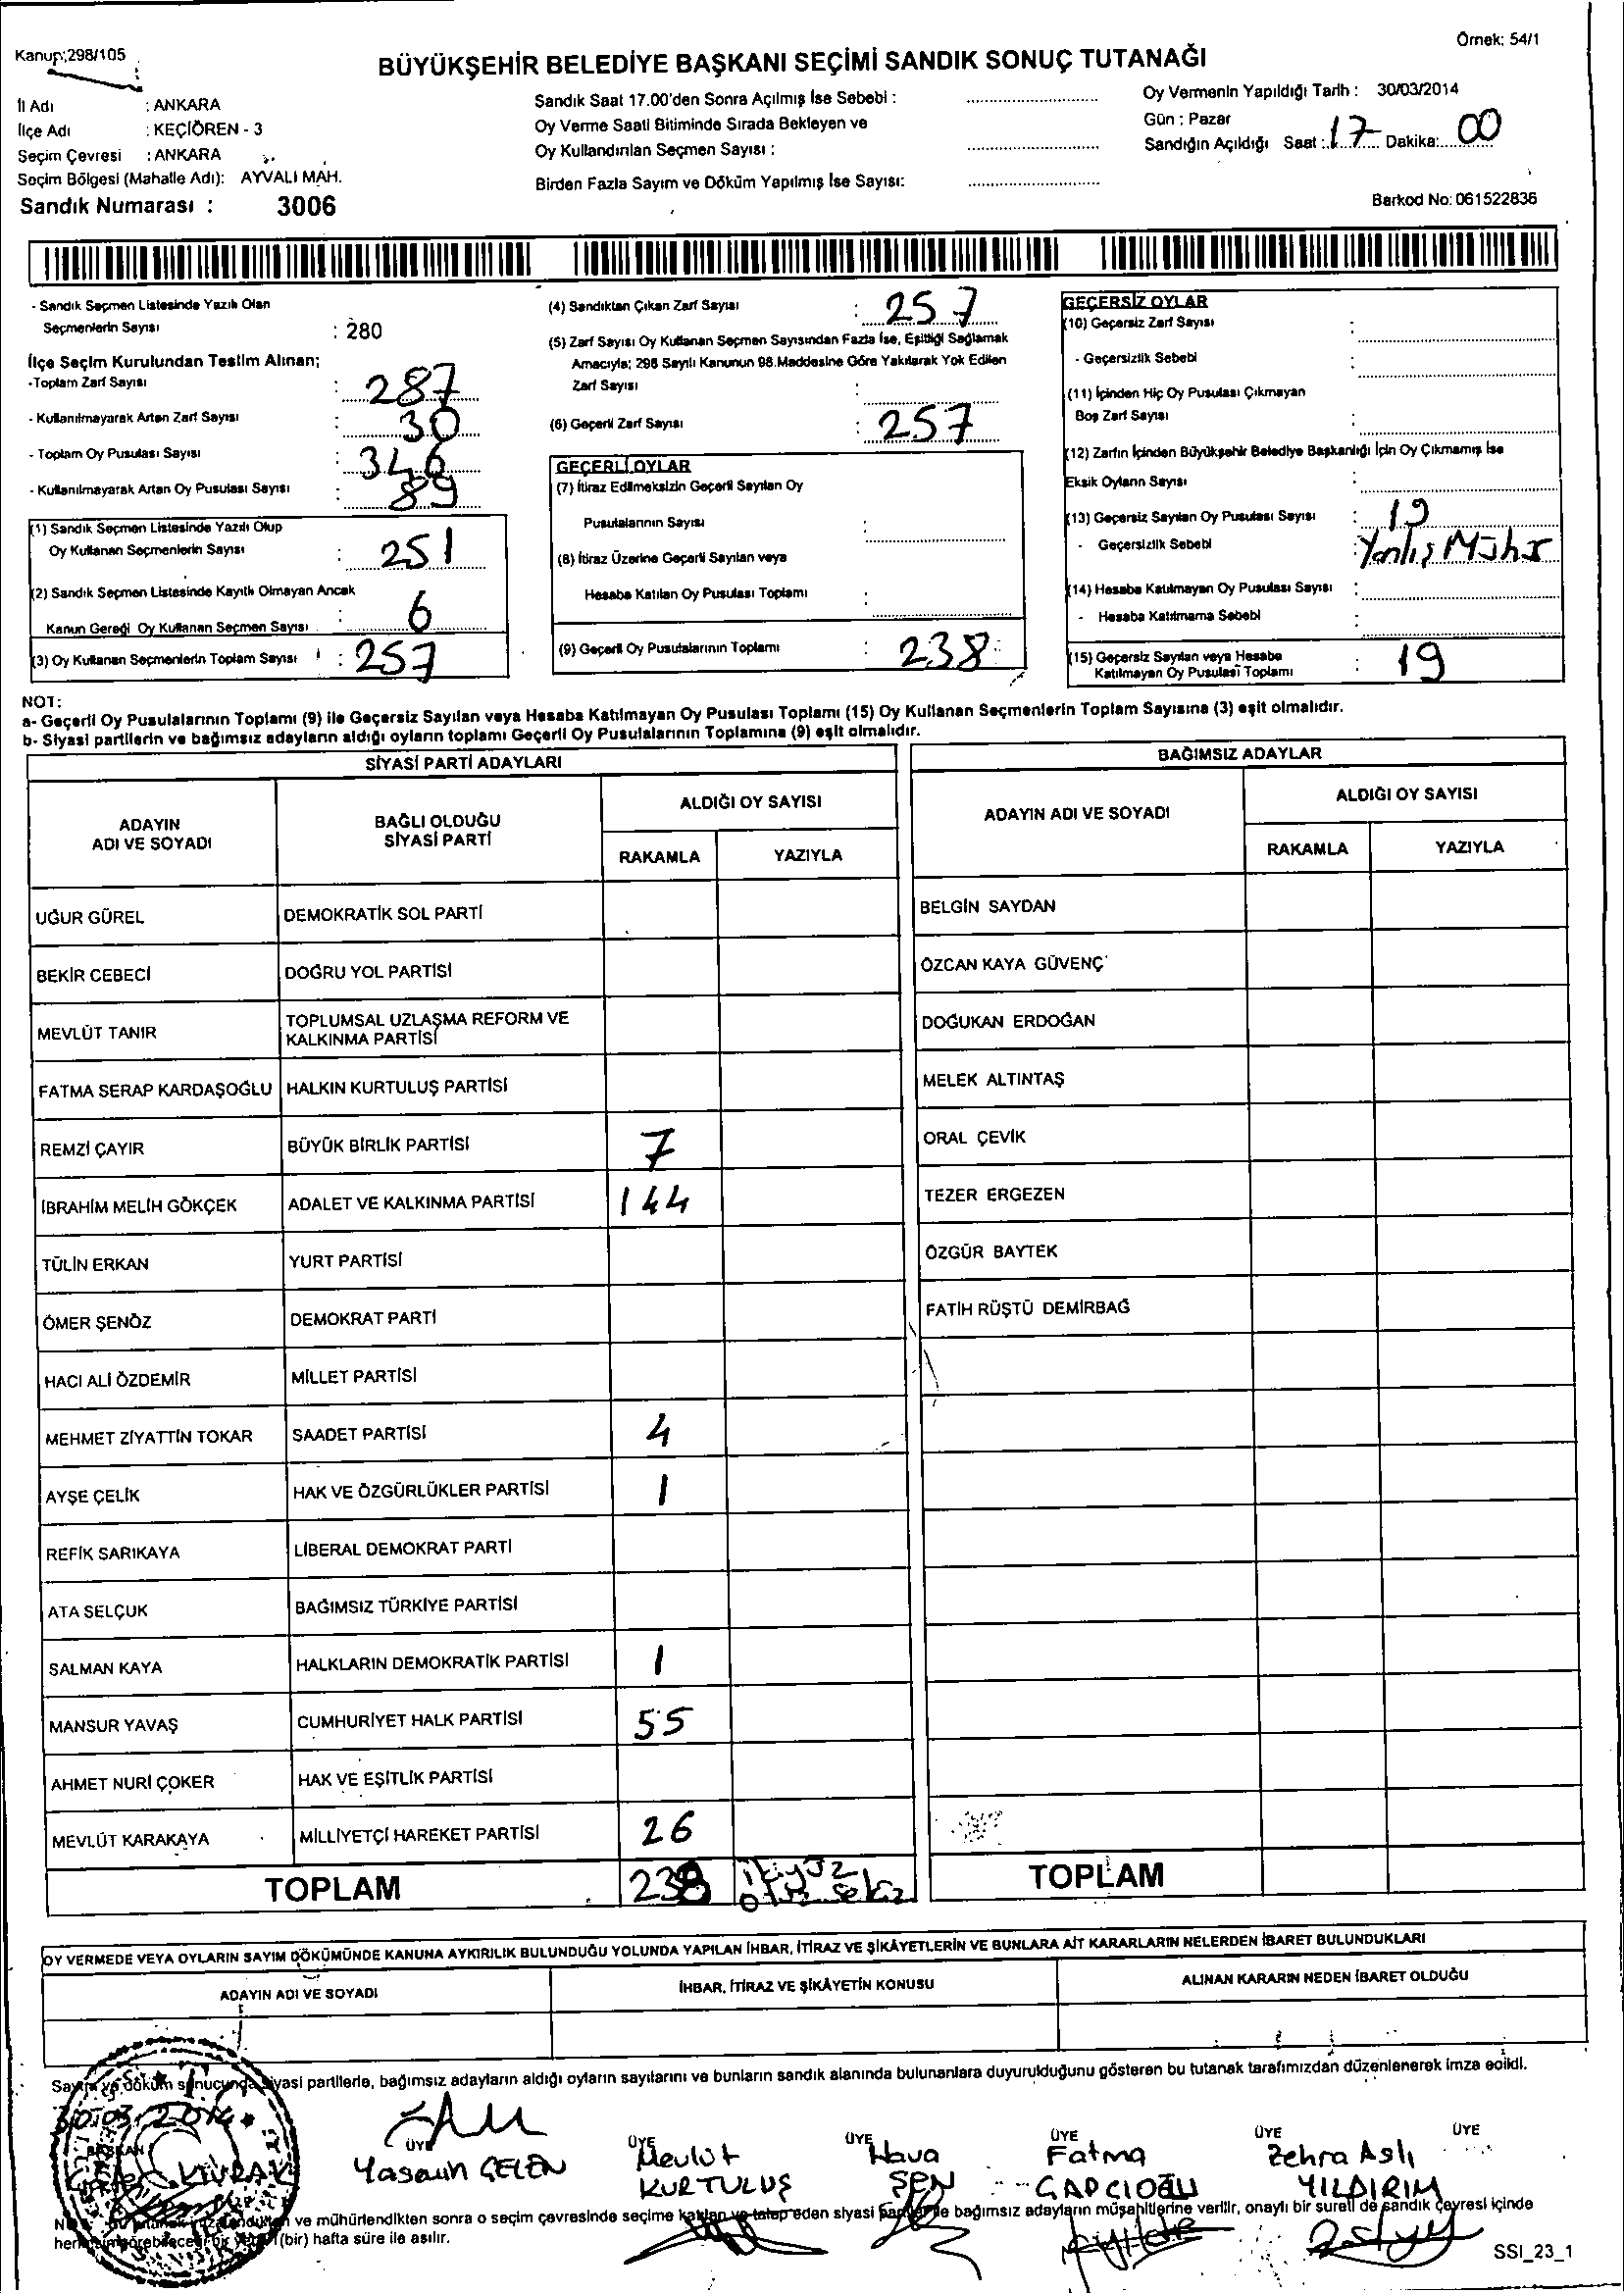 Kanun;298/105
Örnek: 54/1
BÜYÜKŞEHİR BELEDİYE BAŞKANI SEÇİMİ SANDIK SONUÇ TUTANAĞI
İl Adı : ANKARA
İlçe Adı : KEÇİÖREN - 3
Seçim Çevresi : ANKARA
Seçim Bölgesi (Mahalle Adı): AYVALI MAH.
Sandık Numarası : 3006
Sandık Saat 17.00'den Sonra Açılmış İse Sebebi :
Oy Verme Saati Bitiminde Sırada Bekleyen ve
Oy Kullandırılan Seçmen Sayısı :
Birden Fazla Sayım ve Döküm Yapılmış İse Sayısı:
Oy Vermenin Yapıldığı Tarih : 30/03/2014
Gün : Pazar
Sandığın Açıldığı Saat : 17 Dakika: 00
Barkod No: 061522836
- Sandık Seçmen Listesinde Yazılı Olan
Seçmenlerin Sayısı : 280
İlçe Seçim Kurulundan Teslim Alınan;
-Toplam Zarf Sayısı : 287
- Kullanılmayarak Artan Zarf Sayısı : 30
- Toplam Oy Pusulası Sayısı : 346
- Kullanılmayarak Artan Oy Pusulası Sayısı : 89
(1) Sandık Seçmen Listesinde Yazılı Olup
Oy Kullanan Seçmenlerin Sayısı : 251
(2) Sandık Seçmen Listesinde Kayıtlı Olmayan Ancak
Kanun Gereği Oy Kullanan Seçmen Sayısı : 6
(3) Oy Kullanan Seçmenlerin Toplam Sayısı : 257
(4) Sandıktan Çıkan Zarf Sayısı : 257
(5) Zarf Sayısı Oy Kullanan Seçmen Sayısından Fazla İse, Eşitliği Sağlamak
Amacıyla; 298 Sayılı Kanunun 98.Maddesine Göre Yakılarak Yok Edilen
Zarf Sayısı :
(6) Geçerli Zarf Sayısı : 257
GEÇERLİ OYLAR
(7) İtiraz Edilmeksizin Geçerli Sayılan Oy
Pusulalarının Sayısı :
(8) İtiraz Üzerine Geçerli Sayılan veya
Hesaba Katılan Oy Pusulası Toplamı :
(9) Geçerli Oy Pusulalarının Toplamı : 238
GEÇERSİZ OYLAR
(10) Geçersiz Zarf Sayısı :
- Geçersizlik Sebebi :
(11) İçinden Hiç Oy Pusulası Çıkmayan
Boş Zarf Sayısı :
(12) Zarfın İçinden Büyükşehir Belediye Başkanlığı İçin Oy Çıkmamış İse
Eksik Oyların Sayısı :
(13) Geçersiz Sayılan Oy Pusulası Sayısı : 19
- Geçersizlik Sebebi : Yanlış Mühür
(14) Hesaba Katılmayan Oy Pusulası Sayısı :
- Hesaba Katılmama Sebebi :
(15) Geçersiz Sayılan veya Hesaba
Katılmayan Oy Pusulası Toplamı : 19
NOT:
a- Geçerli Oy Pusulalarının Toplamı (9) ile Geçersiz Sayılan veya Hesaba Katılmayan Oy Pusulası Toplamı (15) Oy Kullanan Seçmenlerin Toplam Sayısına (3) eşit olmalıdır.
b- Siyasi partilerin ve bağımsız adayların aldığı oyların toplamı Geçerli Oy Pusulalarının Toplamına (9) eşit olmalıdır.
SİYASİ PARTİ ADAYLARI
ADAYIN ADI VE SOYADI
BAĞLI OLDUĞU SİYASİ PARTİ
ALDIĞI OY SAYISI
RAKAMLA YAZIYLA
UĞUR GÜREL DEMOKRATİK SOL PARTİ
BEKİR CEBECİ DOĞRU YOL PARTİSİ
MEVLÜT TANIR TOPLUMSAL UZLAŞMA REFORM VE KALKINMA PARTİSİ
FATMA SERAP KARDAŞOĞLU HALKIN KURTULUŞ PARTİSİ
REMZİ ÇAYIR BÜYÜK BİRLİK PARTİSİ 7
İBRAHİM MELİH GÖKÇEK ADALET VE KALKINMA PARTİSİ 144
TÜLİN ERKAN YURT PARTİSİ
ÖMER ŞENÖZ DEMOKRAT PARTİ
HACI ALİ ÖZDEMİR MİLLET PARTİSİ
MEHMET ZİYATTİN TOKAR SAADET PARTİSİ 4
AYŞE ÇELİK HAK VE ÖZGÜRLÜKLER PARTİSİ 1
REFİK SARIKAYA LİBERAL DEMOKRAT PARTİ
ATA SELÇUK BAĞIMSIZ TÜRKİYE PARTİSİ
SALMAN KAYA HALKLARIN DEMOKRATİK PARTİSİ 1
MANSUR YAVAŞ CUMHURİYET HALK PARTİSİ 55
AHMET NURİ ÇOKER HAK VE EŞİTLİK PARTİSİ
MEVLÜT KARAKAYA MİLLİYETÇİ HAREKET PARTİSİ 26
TOPLAM 238 ikiyüz otuz sekiz
BAĞIMSIZ ADAYLAR
ADAYIN ADI VE SOYADI
ALDIĞI OY SAYISI
RAKAMLA YAZIYLA
BELGİN SAYDAN
ÖZCAN KAYA GÜVENÇ
DOĞUKAN ERDOĞAN
MELEK ALTINTAŞ
ORAL ÇEVİK
TEZER ERGEZEN
ÖZGÜR BAYTEK
FATİH RÜŞTÜ DEMİRBAĞ
TOPLAM
OY VERMEDE VEYA OYLARIN SAYIM DÖKÜMÜNDE KANUNA AYKIRILIK BULUNDUĞU YOLUNDA YAPILAN İHBAR, İTİRAZ VE ŞİKÂYETLERİN VE BUNLARA AİT KARARLARIN NELERDEN İBARET BULUNDUKLARI
ADAYIN ADI VE SOYADI İHBAR, İTİRAZ VE ŞİKÂYETİN KONUSU ALINAN KARARIN NEDEN İBARET OLDUĞU
Sayım ve döküm sonucunda siyasi partilerle, bağımsız adayların aldığı oyların sayılarını ve bunların sandık alanında bulunanlara duyurulduğunu gösteren bu tutanak tarafımızdan düzenlenerek imza edildi.
30.03.2014
BAŞKAN ÜYE ÜYE ÜYE ÜYE ÜYE ÜYE
KIVRAK
Yasemin ÇELEN
Mevlüt KURTULUŞ
Hava ŞEN
Fatma
Zehra Aslı YILDIRIM
ve mühürlendikten sonra o seçim çevresinde seçime katılan ve talep eden siyasi bağımsız adayların müşahitlerine verilir, onaylı bir sureti de sandık çevresi içinde
(bir) hafta süre ile asılır.
SSI_23_1